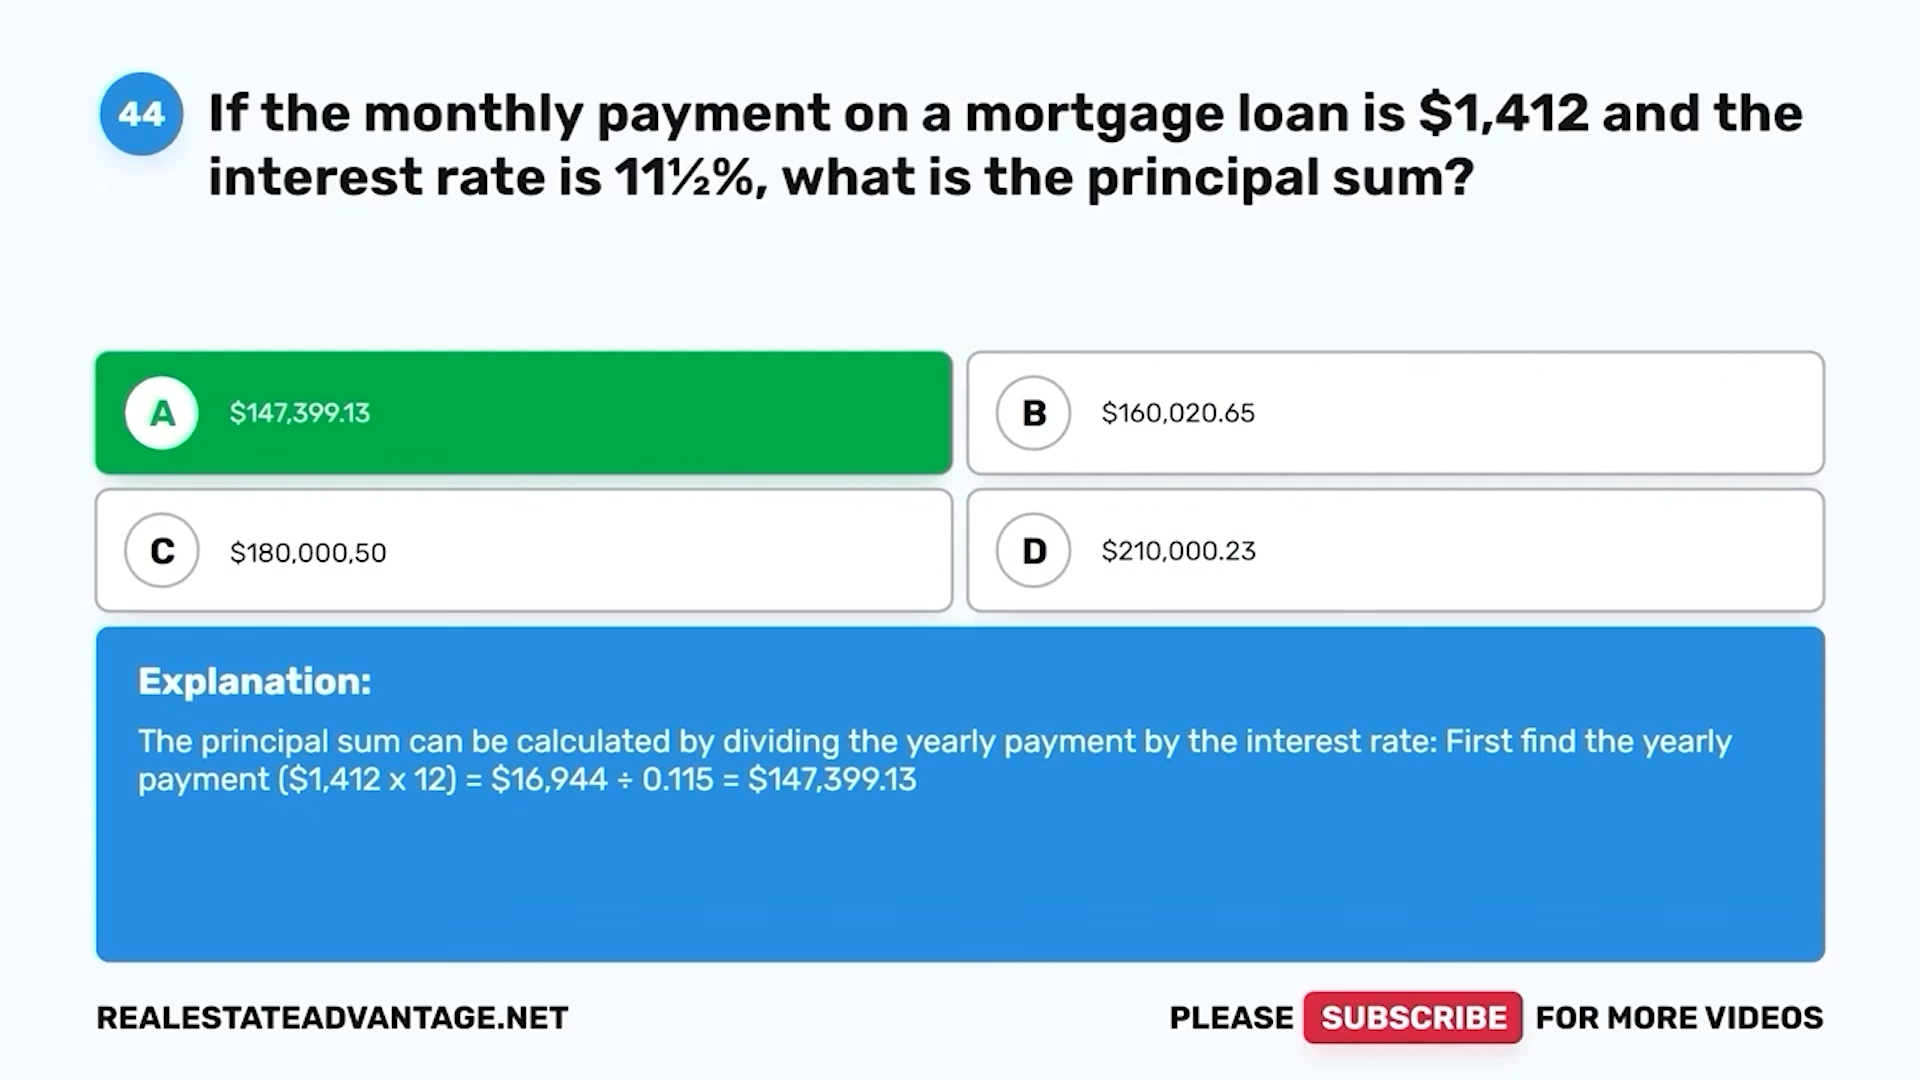 44
If the monthly payment on a mortgage loan is $1,412 and the
interest rate is 11½%, what is the principal sum?
A $147,399.13
B $160,020.65
C $180,000,50
D $210,000.23
Explanation:
The principal sum can be calculated by dividing the yearly payment by the interest rate: First find the yearly
payment ($1,412 x 12) = $16,944 ÷ 0.115 = $147,399.13
REALESTATEADVANTAGE.NET
PLEASE SUBSCRIBE FOR MORE VIDEOS